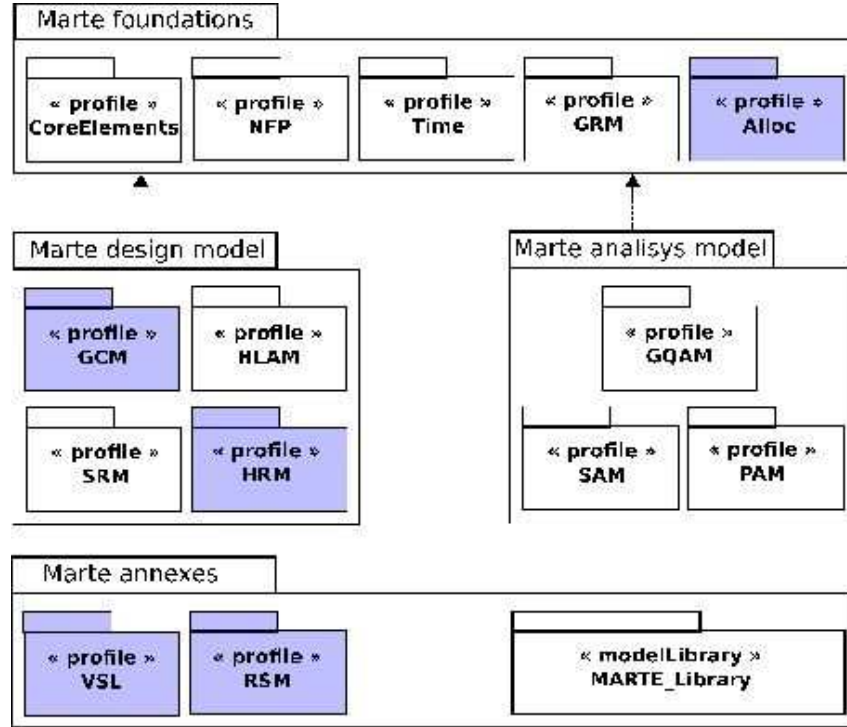 Marte foundations
« profile »
CoreElements
« profile »
NFP
« profile »
Time
« profile »
GRM
« profile »
Alloc
Marte design model
« profile »
GCM
« profile »
HLAM
« profile »
SRM
« profile »
HRM
Marte analisys model
« profile »
GQAM
« profile »
SAM
« profile »
PAM
Marte annexes
« profile »
VSL
« profile »
RSM
« modelLibrary »
MARTE_Library